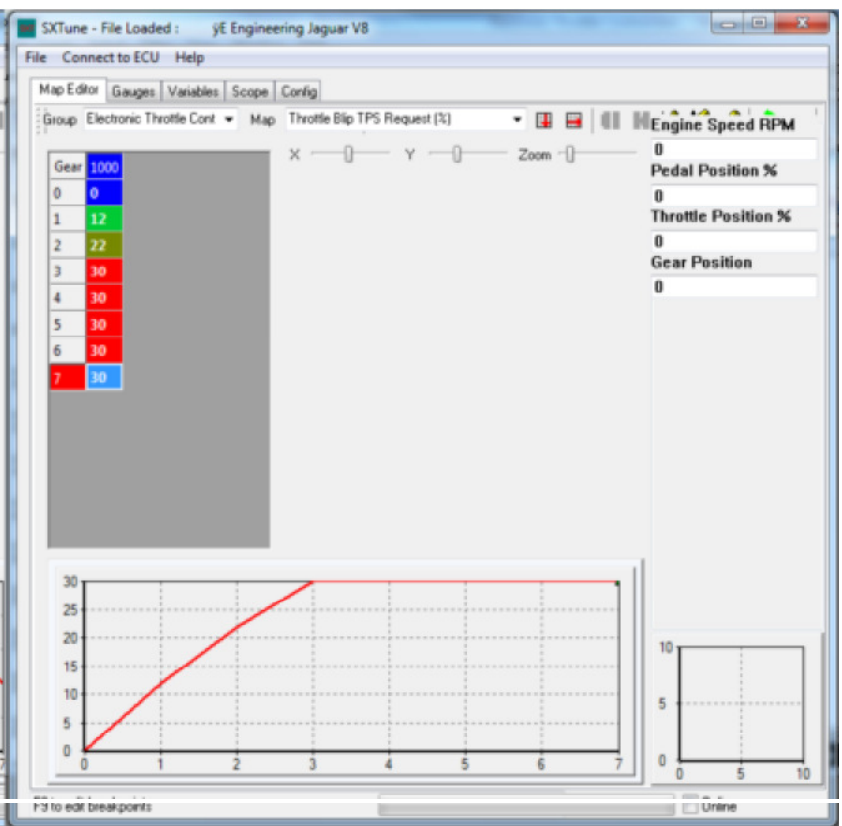 SXTune - File Loaded : ÿE Engineering Jaguar V8
File Connect to ECU Help
Map Editor Gauges Variables Scope Config
Group Electronic Throttle Cont Map Throttle Blip TPS Request (%)
X Y Zoom
Gear 1000
0 0
1 12
2 22
3 30
4 30
5 30
6 30
7 30
Engine Speed RPM
0
Pedal Position %
0
Throttle Position %
0
Gear Position
0
30
25
20
15
10
5
0
0 1 2 3 4 5 6 7
10
5
0
0 5 10
F9 to edit breakpoints
Online